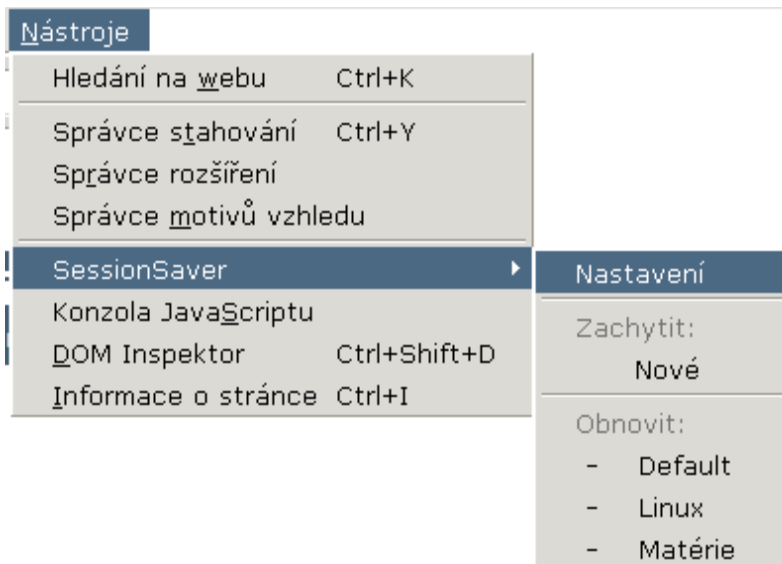 Nástroje
Hledání na webu Ctrl+K
Správce stahování Ctrl+Y
Správce rozšíření
Správce motivů vzhledu
SessionSaver
Konzola JavaScriptu
DOM Inspektor Ctrl+Shift+D
Informace o stránce Ctrl+I
Nastavení
Zachytit:
Nové
Obnovit:
- Default
- Linux
- Matérie